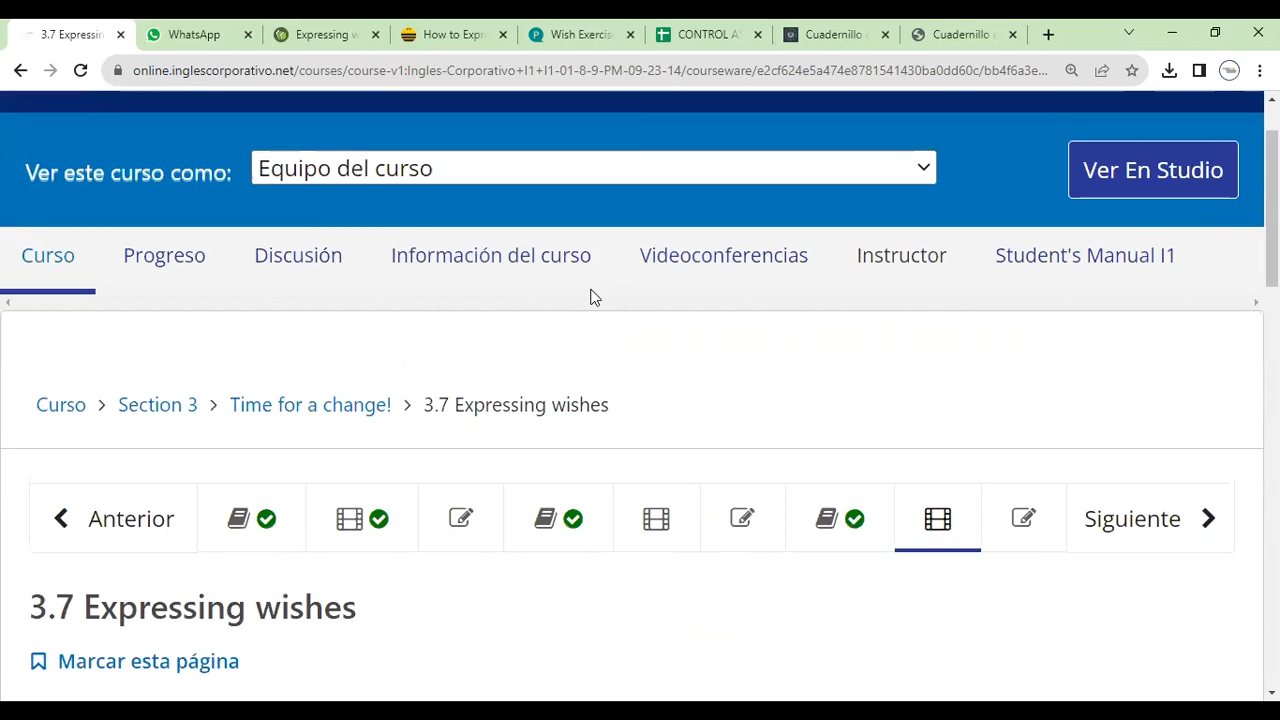 3.7 Expressin
WhatsApp
Expressing w
How to Expr
Wish Exercis
CONTROL A
Cuadernillo
Cuadernillo
online.inglescorporativo.net/courses/course-v1:Ingles-Corporativo+I1+I1-01-8-9-PM-09-23-14/courseware/e2cf624e5a474e8781541430ba0dd60c/bb4f6a3e...
Ver este curso como:
Equipo del curso
Ver En Studio
Curso
Progreso
Discusión
Información del curso
Videoconferencias
Instructor
Student's Manual I1
Curso > Section 3 > Time for a change! > 3.7 Expressing wishes
Anterior
Siguiente
3.7 Expressing wishes
Marcar esta página